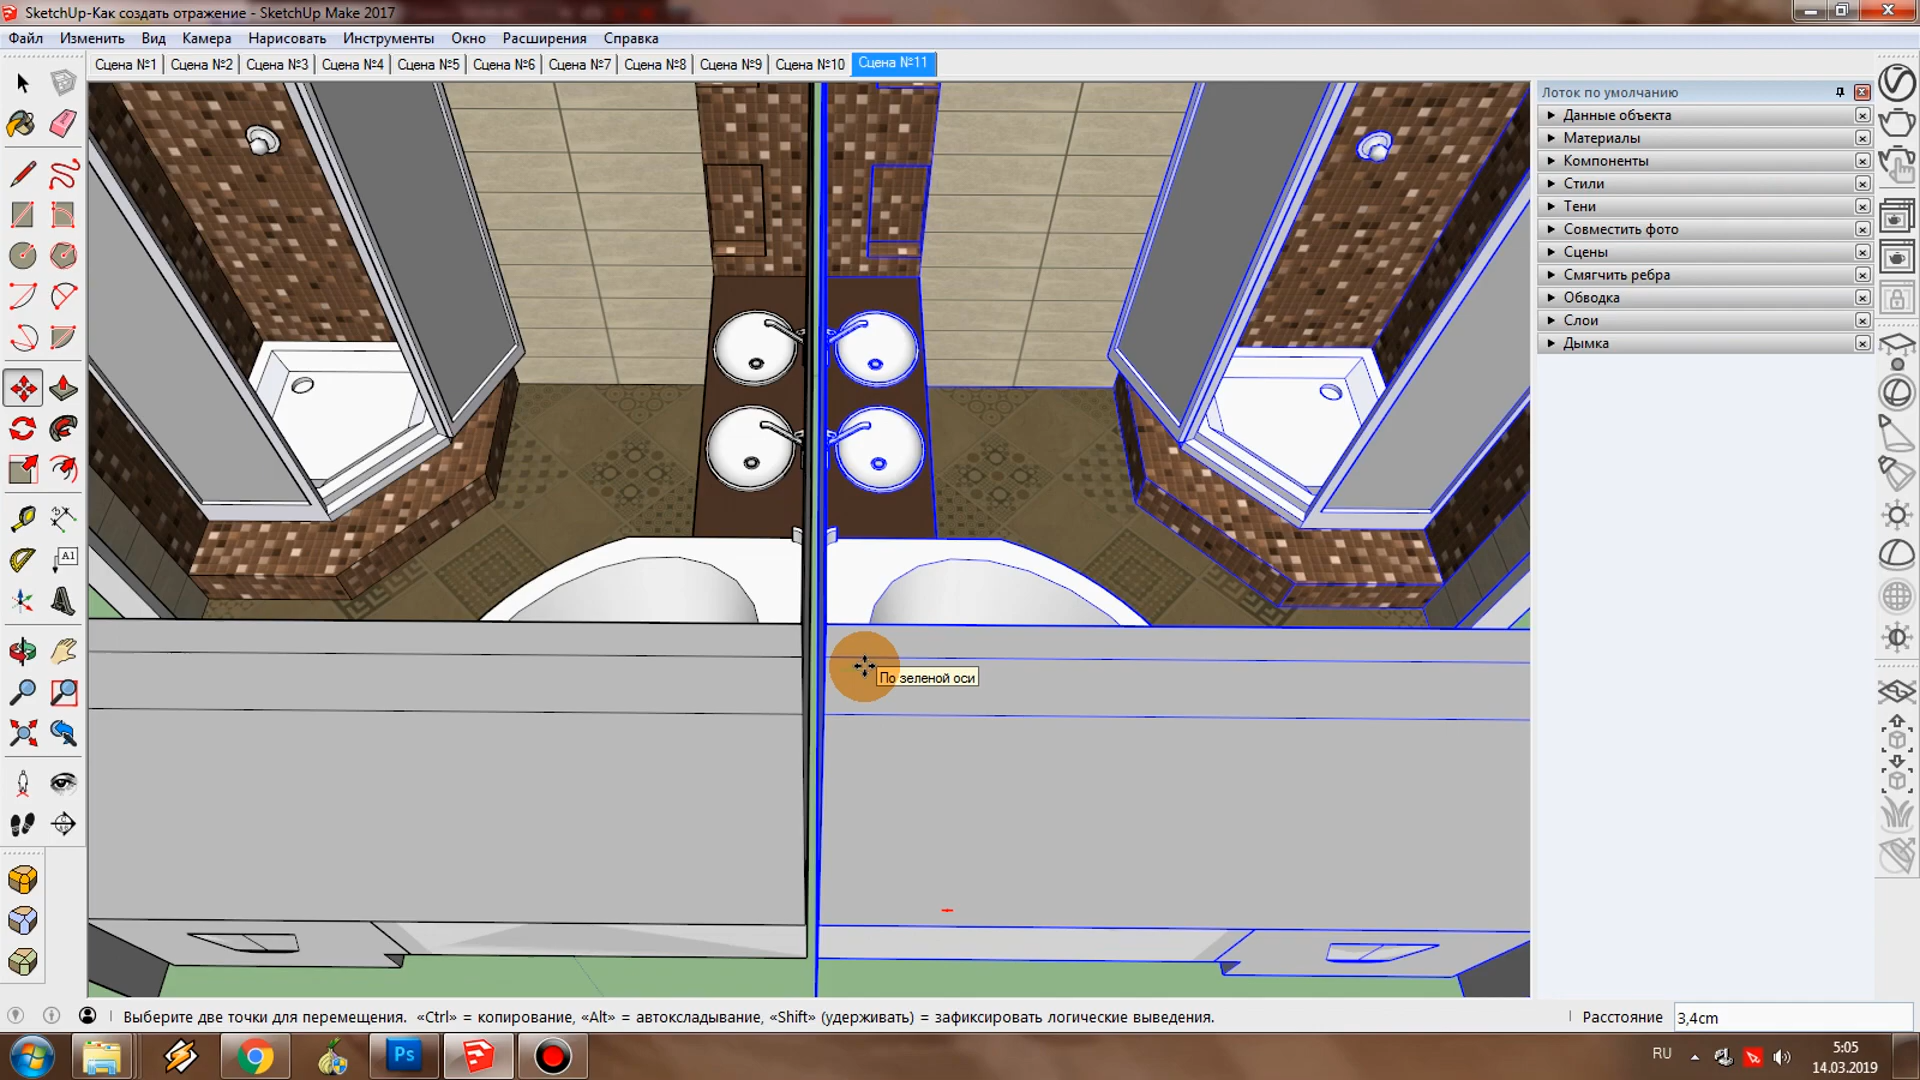 SketchUp-Как создать отражение - SketchUp Make 2017
Файл Изменить Вид Камера Нарисовать Инструменты Окно Расширения Справка
Сцена №1 Сцена №2 Сцена №3 Сцена №4 Сцена №5 Сцена №6 Сцена №7 Сцена №8 Сцена №9 Сцена №10 Сцена №11
Лоток по умолчанию
Данные объекта
Материалы
Компоненты
Стили
Тени
Совместить фото
Сцены
Смягчить ребра
Обводка
Слои
Дымка
A1
По зеленой оси
Выберите две точки для перемещения. «Ctrl» = копирование, «Alt» = автоскладывание, «Shift» (удерживать) = зафиксировать логические выведения.
Расстояние 3,4cm
Ps
RU
5:05
14.03.2019